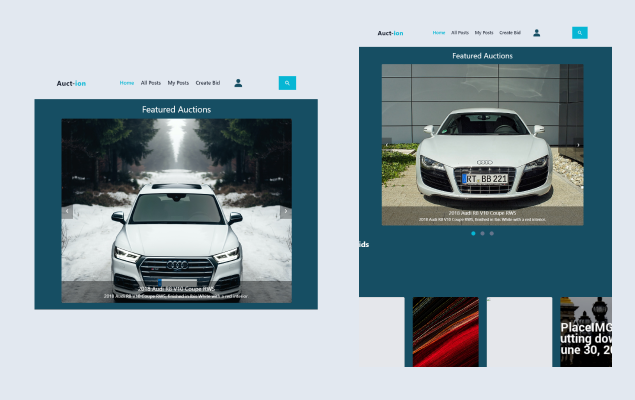 Auct-ion
Home All Posts My Posts Create Bid
Featured Auctions
2018 Audi R8 V10 Coupe RWS
2018 Audi R8 V10 Coupe RWS, finished in Ibis White with a red interior
Auct-ion
Home All Posts My Posts Create Bid
Featured Auctions
RT BB 221
2018 Audi R8 V10 Coupe RWS
2018 Audi R8 V10 Coupe RWS, finished in Ibis White with a red interior
ids
PlaceIMG
utting dow
une 30, 20